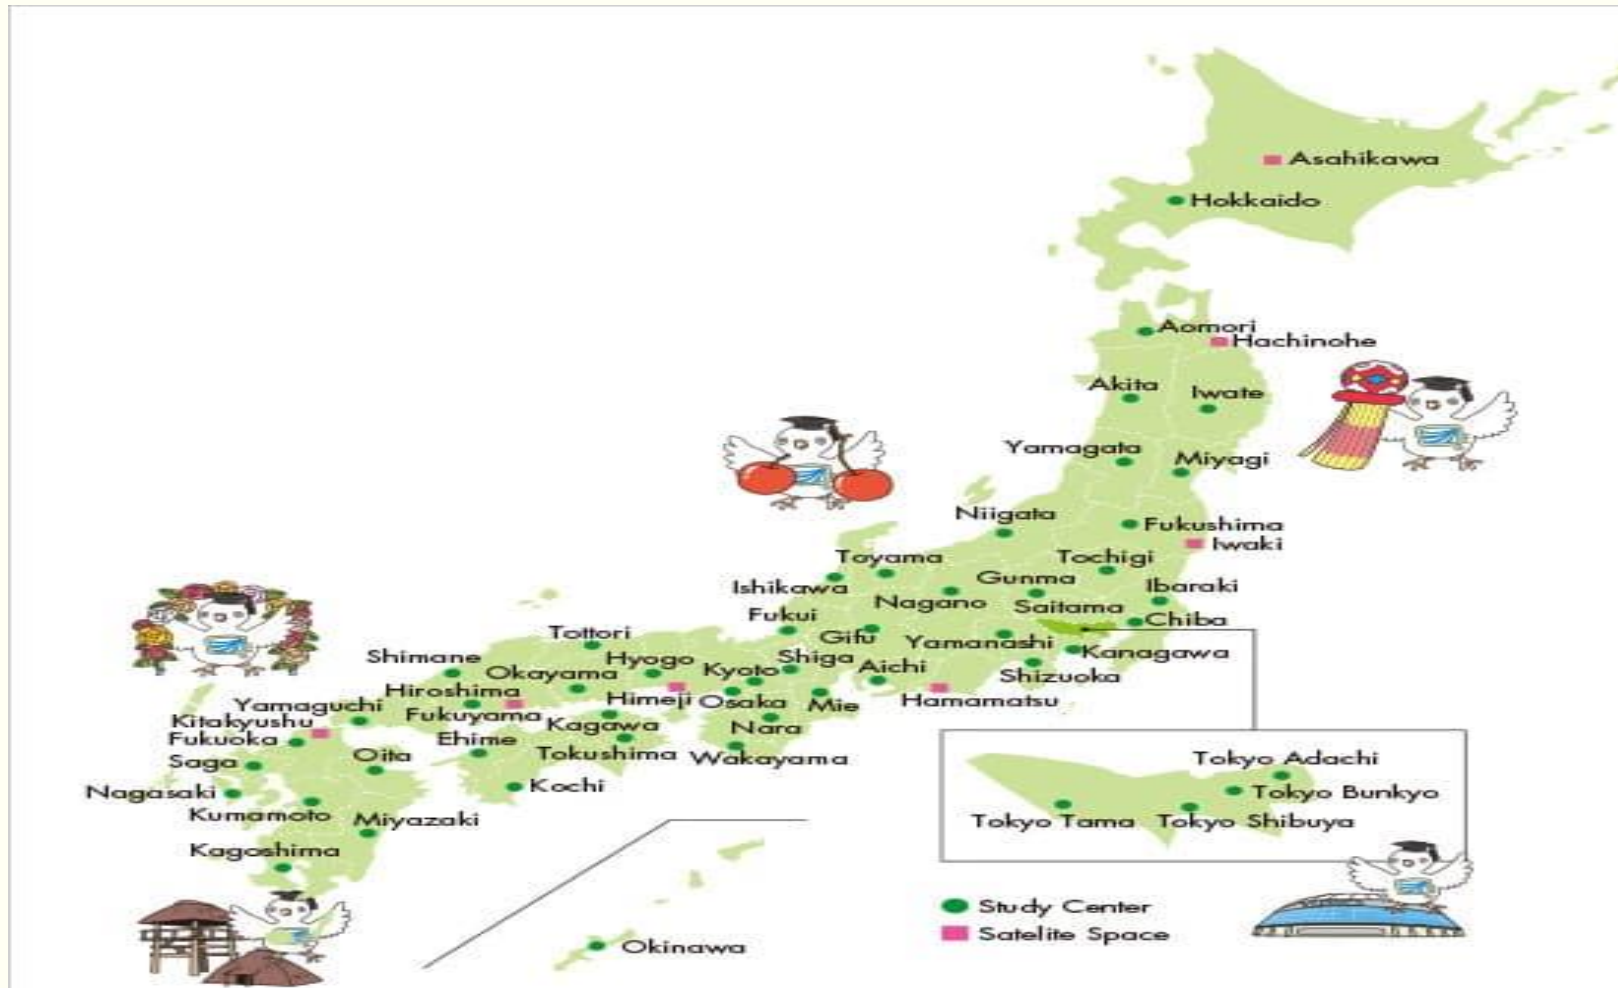 Asahikawa
Hokkaido
Aomori
Hachinohe
Akita
Iwate
Yamagata
Miyagi
Niigata
Fukushima
Iwaki
Toyama
Tochigi
Ishikawa
Gunma
Ibaraki
Nagano
Saitama
Fukui
Chiba
Gifu
Yamanashi
Kanagawa
Tottori
Shimane
Hyogo
Shiga
Okayama
Kyoto
Aichi
Shizuoka
Hiroshima
Himeji
Osaka
Mie
Hamamatsu
Yamaguchi
Fukuyama
Kitakyushu
Kagawa
Nara
Fukuoka
Ehime
Oita
Tokushima
Wakayama
Saga
Kochi
Nagasaki
Kumamoto
Miyazaki
Kagoshima
Tokyo Adachi
Tokyo Bunkyo
Tokyo Tama
Tokyo Shibuya
Study Center
Satelite Space
Okinawa